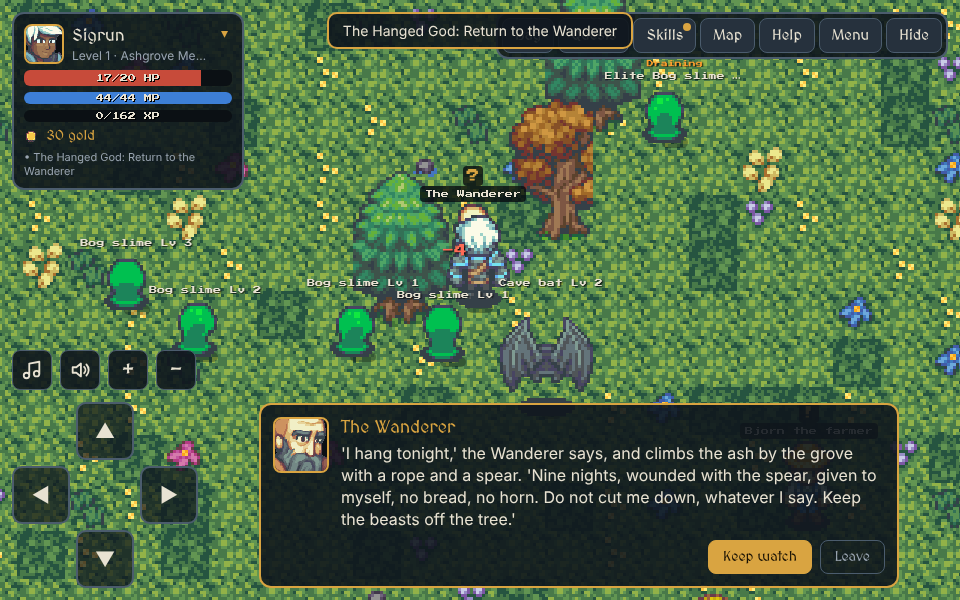 Sigrun
Level 1 · Ashgrove Me...
17/20 HP
44/44 MP
0/162 XP
30 gold
• The Hanged God: Return to the
Wanderer
The Hanged God: Return to the Wanderer
Skills
Map
Help
Menu
Hide
Draining
Elite Bog slime ...
?
The Wanderer
-4
Bog slime Lv 3
Bog slime Lv 2
Bog slime Lv 1
Cave bat Lv 2
Bog slime Lv 1
Bjorn the farmer
The Wanderer
'I hang tonight,' the Wanderer says, and climbs the ash by the grove
with a rope and a spear. 'Nine nights, wounded with the spear, given to
myself, no bread, no horn. Do not cut me down, whatever I say. Keep
the beasts off the tree.'
Keep watch
Leave